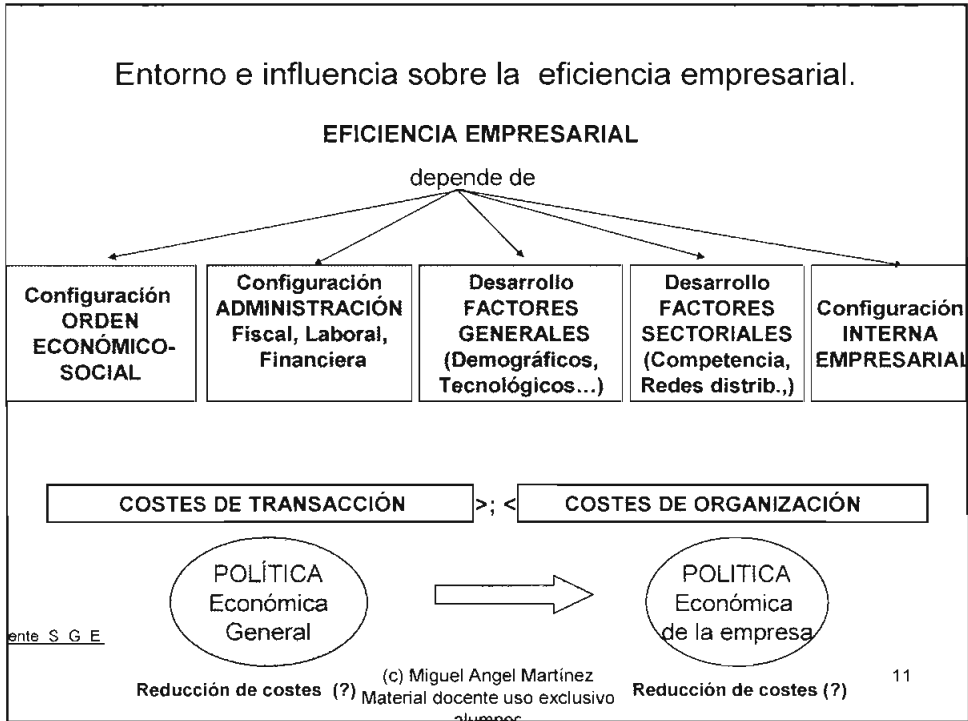 Entorno e influencia sobre la eficiencia empresarial.
EFICIENCIA EMPRESARIAL
depende de
Configuración
ORDEN
ECONÓMICO-
SOCIAL
Configuración
ADMINISTRACIÓN
Fiscal, Laboral,
Financiera
Desarrollo
FACTORES
GENERALES
(Demográficos,
Tecnológicos...)
Desarrollo
FACTORES
SECTORIALES
(Competencia,
Redes distrib.,)
Configuración
INTERNA
EMPRESARIAL
COSTES DE TRANSACCIÓN >; < COSTES DE ORGANIZACIÓN
POLÍTICA
Económica
General
POLITICA
Económica
de la empresa
ente S G E
Reducción de costes (?)
(c) Miguel Angel Martínez
Material docente uso exclusivo
alumnos
Reducción de costes (?)
11